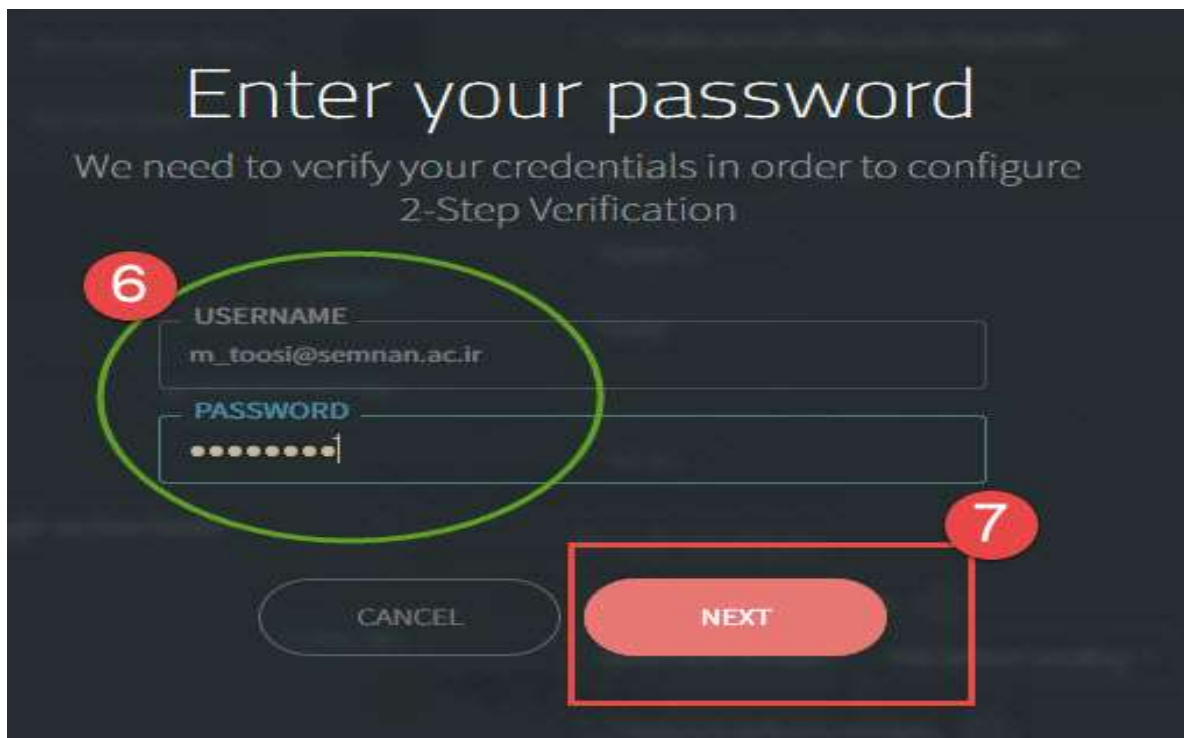 Enter your password
We need to verify your credentials in order to configure
2-Step Verification
6
USERNAME
m_toosi@semnan.ac.ir
PASSWORD
7
CANCEL
NEXT